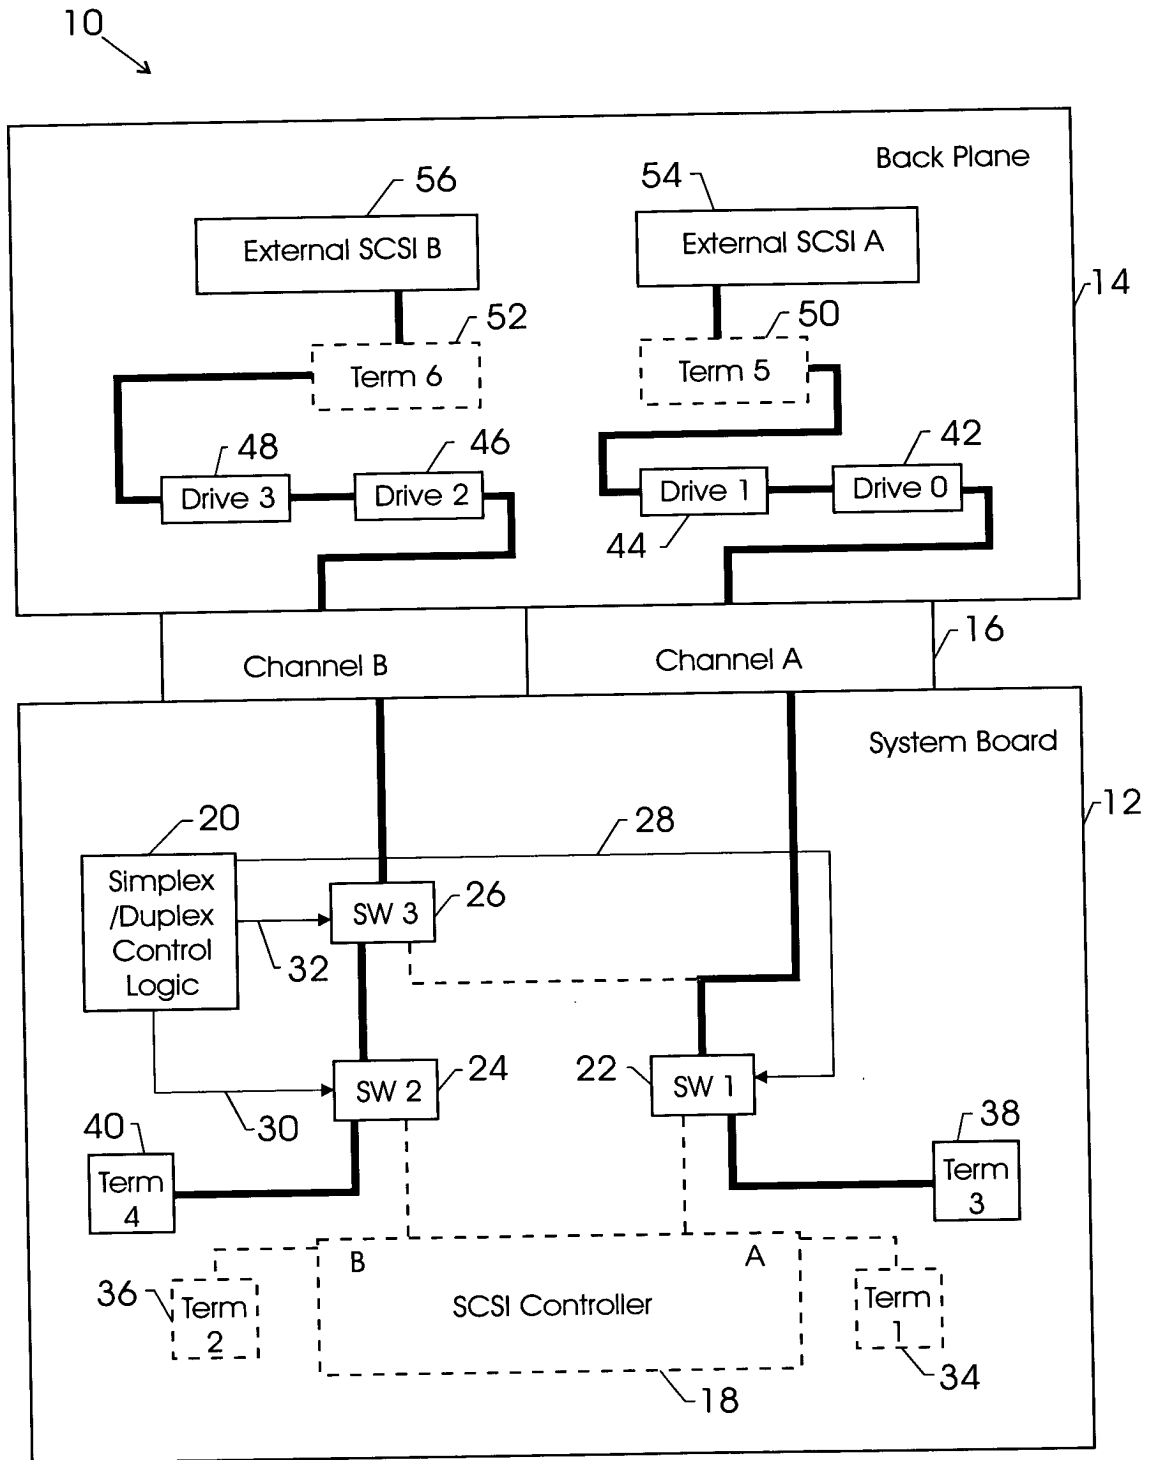 10
Back Plane
56
54
External SCSI B
External SCSI A
14
52
50
Term 6
Term 5
48
46
42
Drive 3
Drive 2
Drive 1
Drive 0
44
16
Channel B
Channel A
System Board
12
20
28
Simplex
/Duplex
Control
Logic
SW 3
26
32
SW 2
24
22
SW 1
30
40
38
Term
4
Term
3
B
A
36
Term
2
SCSI Controller
Term
1
34
18